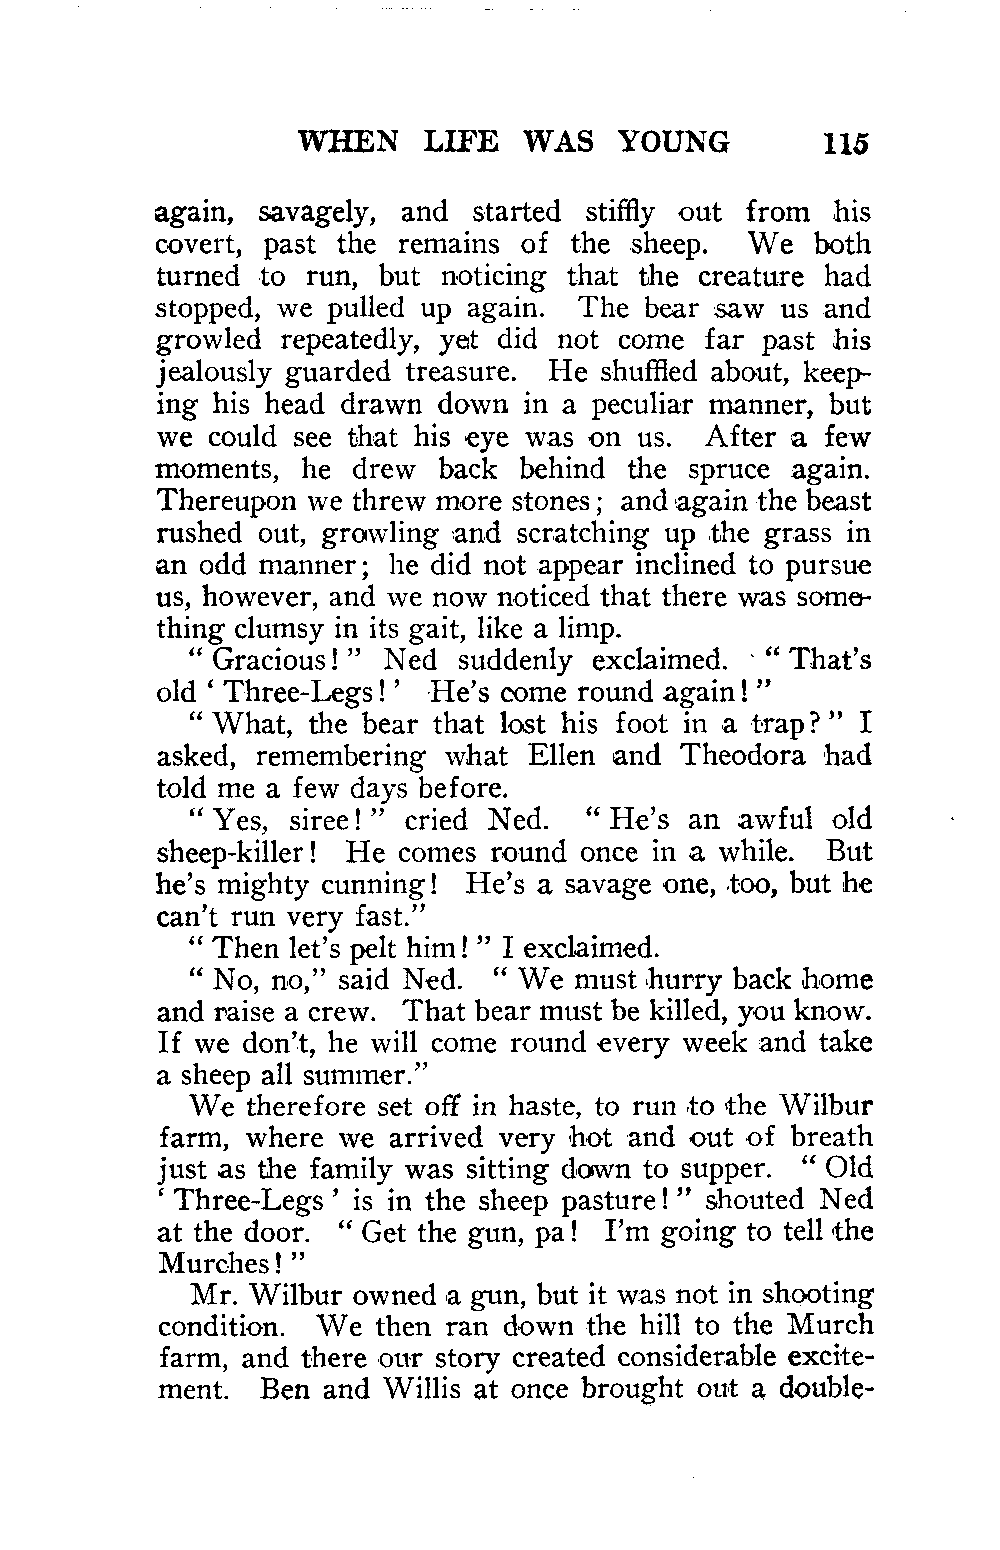 WHEN LIFE WAS YOUNG 115
again, savagely, and started stiffly out from his
covert, past the remains of the sheep. We both
turned to run, but noticing that the creature had
stopped, we pulled up again. The bear saw us and
growled repeatedly, yet did not come far past his
jealously guarded treasure. He shuffled about, keep-
ing his head drawn down in a peculiar manner, but
we could see that his eye was on us. After a few
moments, he drew back behind the spruce again.
Thereupon we threw more stones; and again the beast
rushed out, growling and scratching up the grass in
an odd manner; he did not appear inclined to pursue
us, however, and we now noticed that there was some-
thing clumsy in its gait, like a limp.
"Gracious!" Ned suddenly exclaimed. "That's
old 'Three-Legs!' He's come round again!"
"What, the bear that lost his foot in a trap?" I
asked, remembering what Ellen and Theodora had
told me a few days before.
"Yes, siree!" cried Ned. "He's an awful old
sheep-killer! He comes round once in a while. But
he's mighty cunning! He's a savage one, too, but he
can't run very fast."
"Then let's pelt him!" I exclaimed.
"No, no," said Ned. "We must hurry back home
and raise a crew. That bear must be killed, you know.
If we don't, he will come round every week and take
a sheep all summer."
We therefore set off in haste, to run to the Wilbur
farm, where we arrived very hot and out of breath
just as the family was sitting down to supper. "Old
'Three-Legs' is in the sheep pasture!" shouted Ned
at the door. "Get the gun, pa! I'm going to tell the
Murches!"
Mr. Wilbur owned a gun, but it was not in shooting
condition. We then ran down the hill to the Murch
farm, and there our story created considerable excite-
ment. Ben and Willis at once brought out a double-